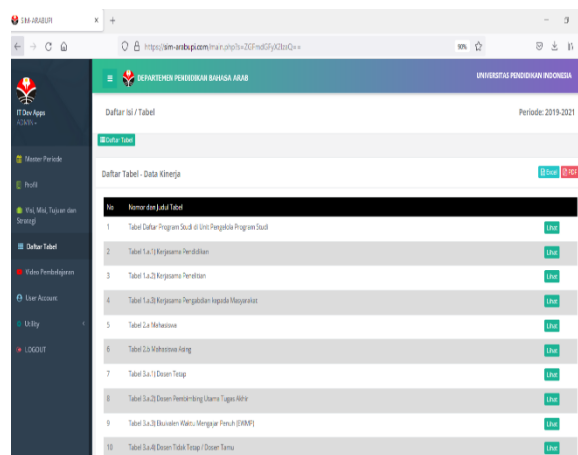 SIM-ARABUPI
https://sim-arabupi.com/main.php?
90%
DEPARTEMEN PENDIDIKAN BAHASA ARAB
UNIVERSITAS PENDIDIKAN INDONESIA
IT Dev Apps
ADMIN
Daftar Isi / Tabel
Periode: 2019-2021
Daftar Tabel
Master Periode
Profil
Visi, Misi, Tujuan dan
Strategi
Daftar Tabel
Video Pembelajaran
User Account
Utility
LOGOUT
Daftar Tabel - Data Kinerja
Excel PDF
No Nomor dan Judul Tabel
1 Tabel Daftar Program Studi di Unit Pengelola Program Studi Lihat
2 Tabel 1.a.1) Kerjasama Pendidikan Lihat
3 Tabel 1.a.2) Kerjasama Penelitian Lihat
4 Tabel 1.a.3) Kerjasama Pengabdian kepada Masyarakat Lihat
5 Tabel 2.a Mahasiswa Lihat
6 Tabel 2.b Mahasiswa Asing Lihat
7 Tabel 3.a.1) Dosen Tetap Lihat
8 Tabel 3.a.2) Dosen Pembimbing Utama Tugas Akhir Lihat
9 Tabel 3.a.3) Ekuivalen Waktu Mengajar Penuh (EWMP) Lihat
10 Tabel 3.a.4) Dosen Tidak Tetap / Dosen Tamu Lihat